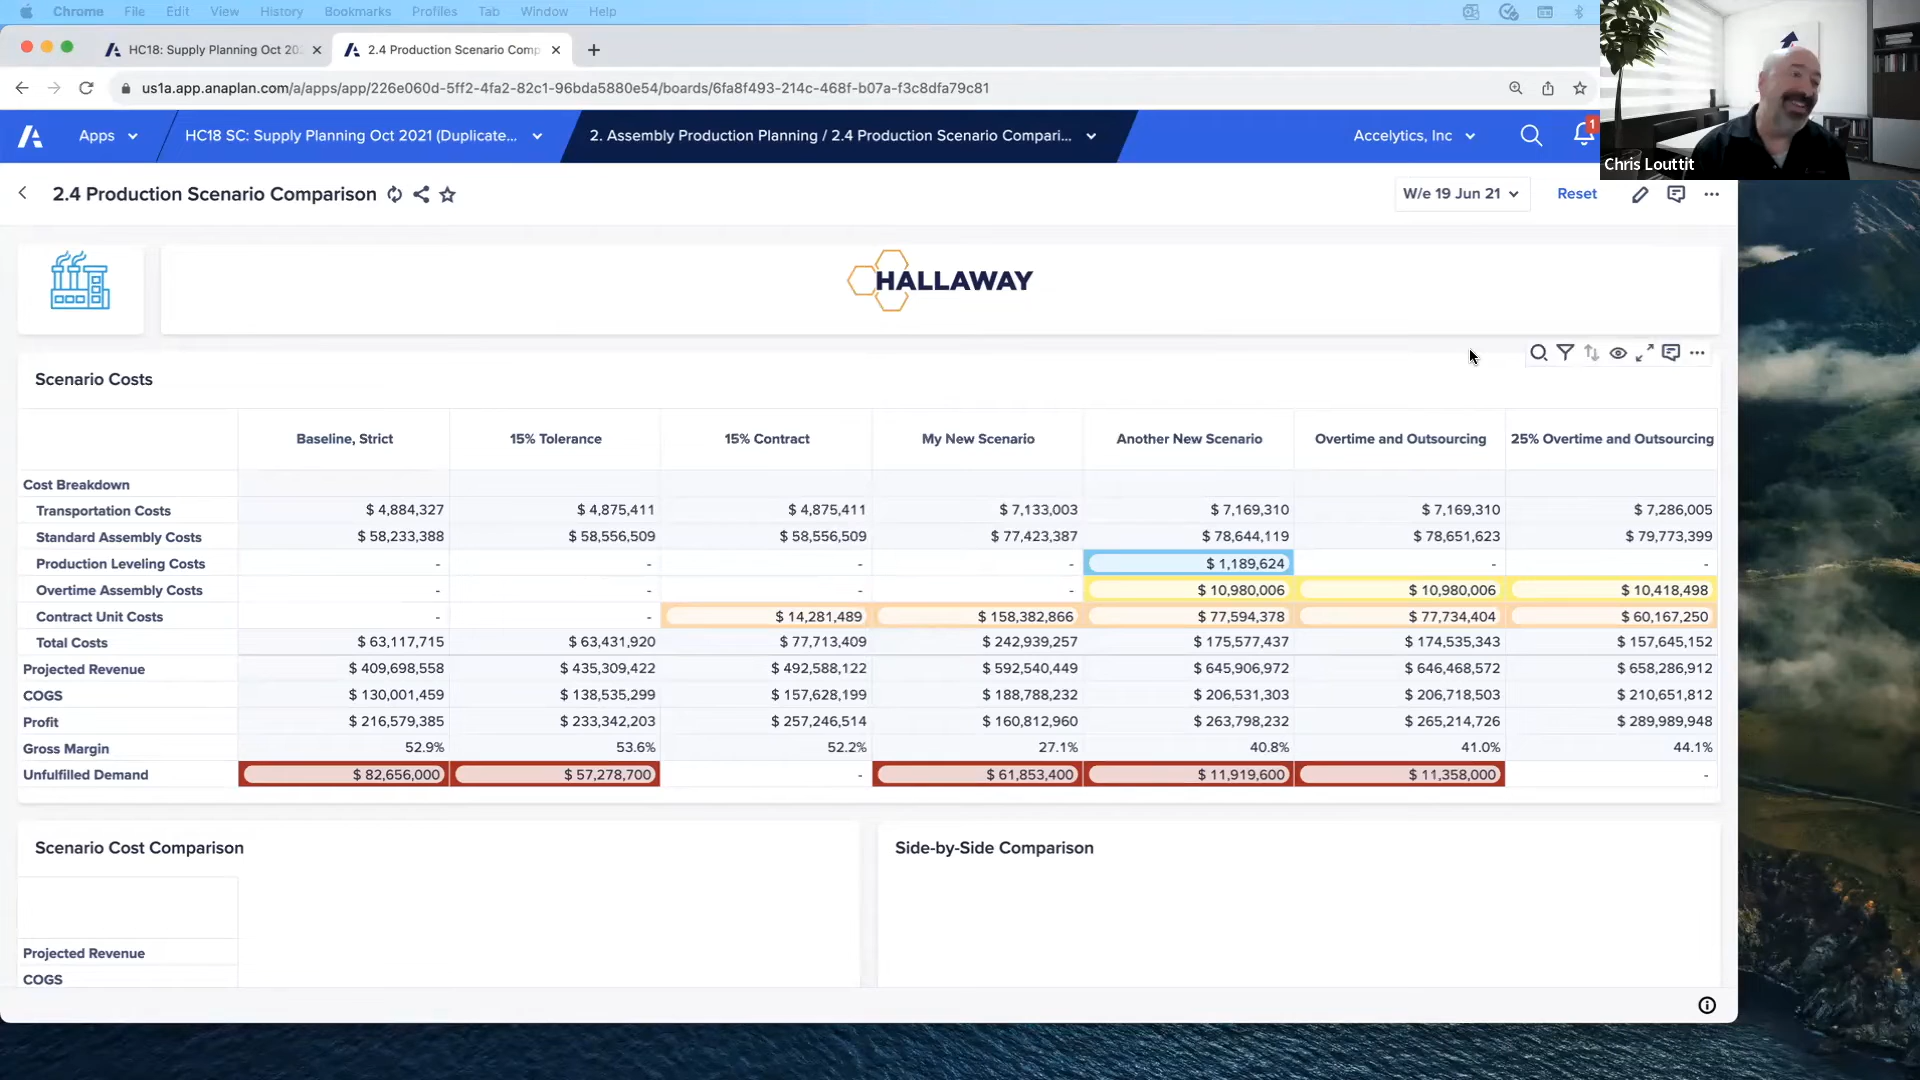 Chrome File Edit View History Bookmarks Profiles Tab Window Help
HC18: Supply Planning Oct 20
2.4 Production Scenario Comp
us1a.app.anaplan.com/a/apps/app/226e060d-5ff2-4fa2-82c1-96bda5880e54/boards/6fa8f493-214c-468f-b07a-f3c8dfa79c81
Apps HC18 SC: Supply Planning Oct 2021 (Duplicate... 2. Assembly Production Planning / 2.4 Production Scenario Compari... Accelytics, Inc 1
Chris Louttit
2.4 Production Scenario Comparison W/e 19 Jun 21 Reset
HALLAWAY
Scenario Costs
Baseline, Strict 15% Tolerance 15% Contract My New Scenario Another New Scenario Overtime and Outsourcing 25% Overtime and Outsourcing
Cost Breakdown
Transportation Costs $ 4,884,327 $ 4,875,411 $ 4,875,411 $ 7,133,003 $ 7,169,310 $ 7,169,310 $ 7,286,005
Standard Assembly Costs $ 58,233,388 $ 58,556,509 $ 58,556,509 $ 77,423,387 $ 78,644,119 $ 78,651,623 $ 79,773,399
Production Leveling Costs - - - - $ 1,189,624 - -
Overtime Assembly Costs - - - - $ 10,980,006 $ 10,980,006 $ 10,418,498
Contract Unit Costs - - $ 14,281,489 $ 158,382,866 $ 77,594,378 $ 77,734,404 $ 60,167,250
Total Costs $ 63,117,715 $ 63,431,920 $ 77,713,409 $ 242,939,257 $ 175,577,437 $ 174,535,343 $ 157,645,152
Projected Revenue $ 409,698,558 $ 435,309,422 $ 492,588,122 $ 592,540,449 $ 645,906,972 $ 646,468,572 $ 658,286,912
COGS $ 130,001,459 $ 138,535,299 $ 157,628,199 $ 188,788,232 $ 206,531,303 $ 206,718,503 $ 210,651,812
Profit $ 216,579,385 $ 233,342,203 $ 257,246,514 $ 160,812,960 $ 263,798,232 $ 265,214,726 $ 289,989,948
Gross Margin 52.9% 53.6% 52.2% 27.1% 40.8% 41.0% 44.1%
Unfulfilled Demand $ 82,656,000 $ 57,278,700 - $ 61,853,400 $ 11,919,600 $ 11,358,000 -
Scenario Cost Comparison Side-by-Side Comparison
Projected Revenue
COGS